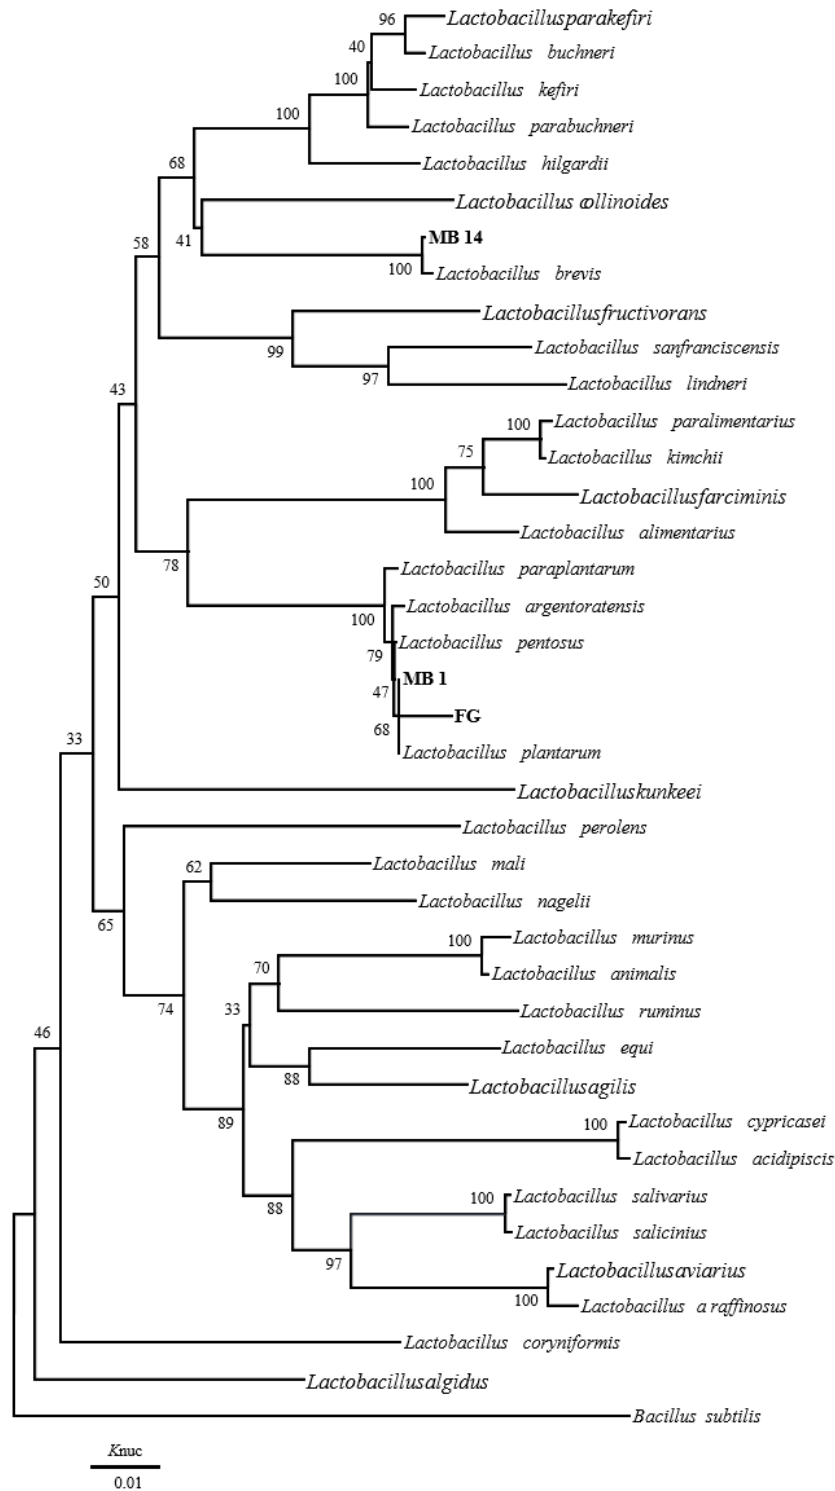 96
Lactobacillusparakefiri
40
Lactobacillus buchneri
100
Lactobacillus kefiri
100
Lactobacillus parabuchneri
68
Lactobacillus hilgardii
Lactobacillus collinoides
58
41
MB 14
100
Lactobacillus brevis
Lactobacillusfructivorans
99
Lactobacillus sanfranciscensis
97
Lactobacillus lindneri
43
100
Lactobacillus paralimentarius
75
Lactobacillus kimchii
100
Lactobacillusfarciminis
Lactobacillus alimentarius
78
Lactobacillus paraplantarum
50
Lactobacillus argentoratensis
100
Lactobacillus pentosus
79
MB 1
47
FG
68
33
Lactobacillus plantarum
Lactobacilluskunkeei
Lactobacillus perolens
62
Lactobacillus mali
Lactobacillus nagelii
65
100
Lactobacillus murinus
70
Lactobacillus animalis
74
33
Lactobacillus ruminus
46
Lactobacillus equi
88
Lactobacillusagilis
89
100
Lactobacillus cypricasei
Lactobacillus acidipiscis
100
Lactobacillus salivarius
88
Lactobacillus salicinius
97
Lactobacillusaviarius
100
Lactobacillus a raffinosus
Lactobacillus coryniformis
Lactobacillusalgidus
Bacillus subtilis
Knuc
0.01